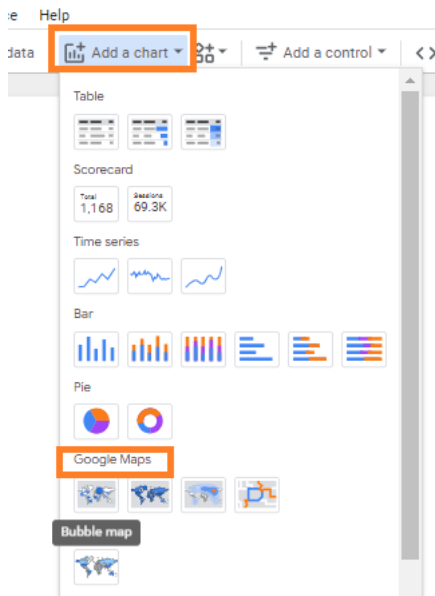 ce Help
data Add a chart Add a control
Table
Scorecard
Total
1,168
Sessions
69.3K
Time series
Bar
Pie
Google Maps
Bubble map